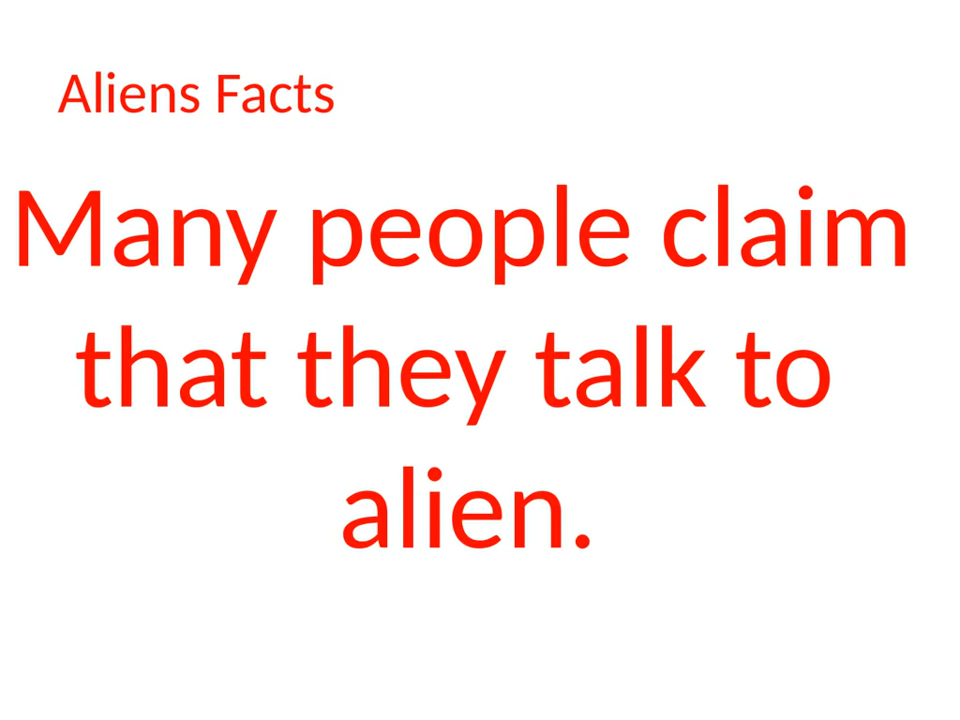 Aliens Facts
Many people claim
that they talk to
alien.